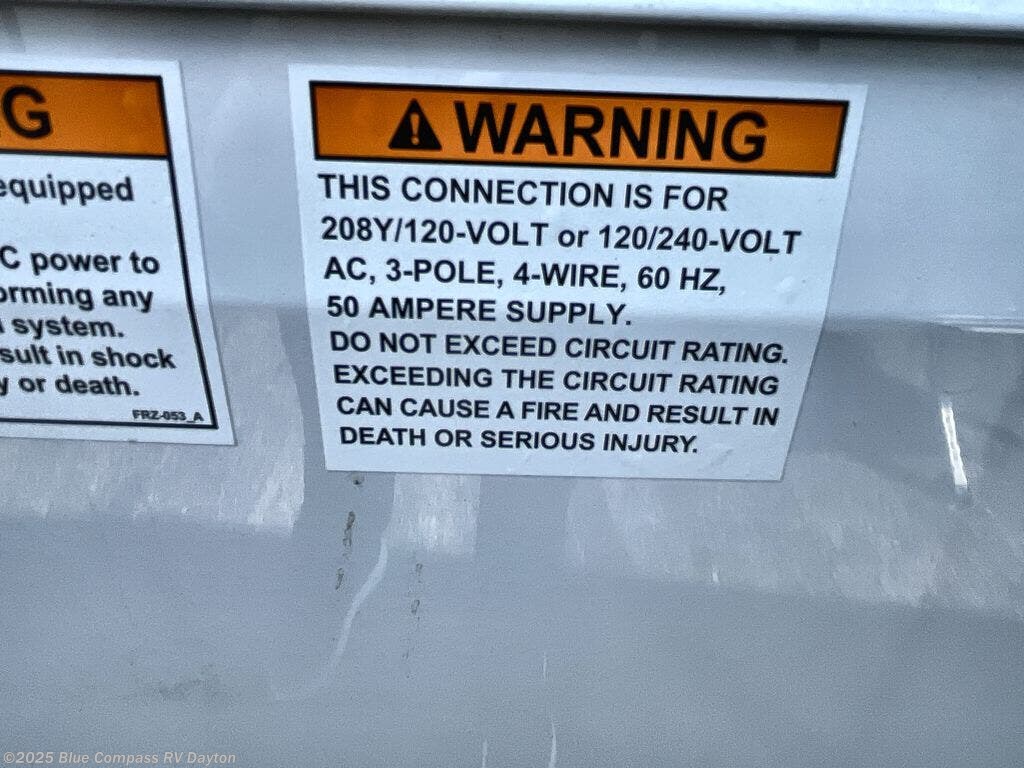 G
equipped
C power to
orming any
system.
sult in shock
y or death.
FRZ-053_A
WARNING
THIS CONNECTION IS FOR
208Y/120-VOLT or 120/240-VOLT
AC, 3-POLE, 4-WIRE, 60 HZ,
50 AMPERE SUPPLY.
DO NOT EXCEED CIRCUIT RATING.
EXCEEDING THE CIRCUIT RATING
CAN CAUSE A FIRE AND RESULT IN
DEATH OR SERIOUS INJURY.
©2025 Blue Compass RV Dayton